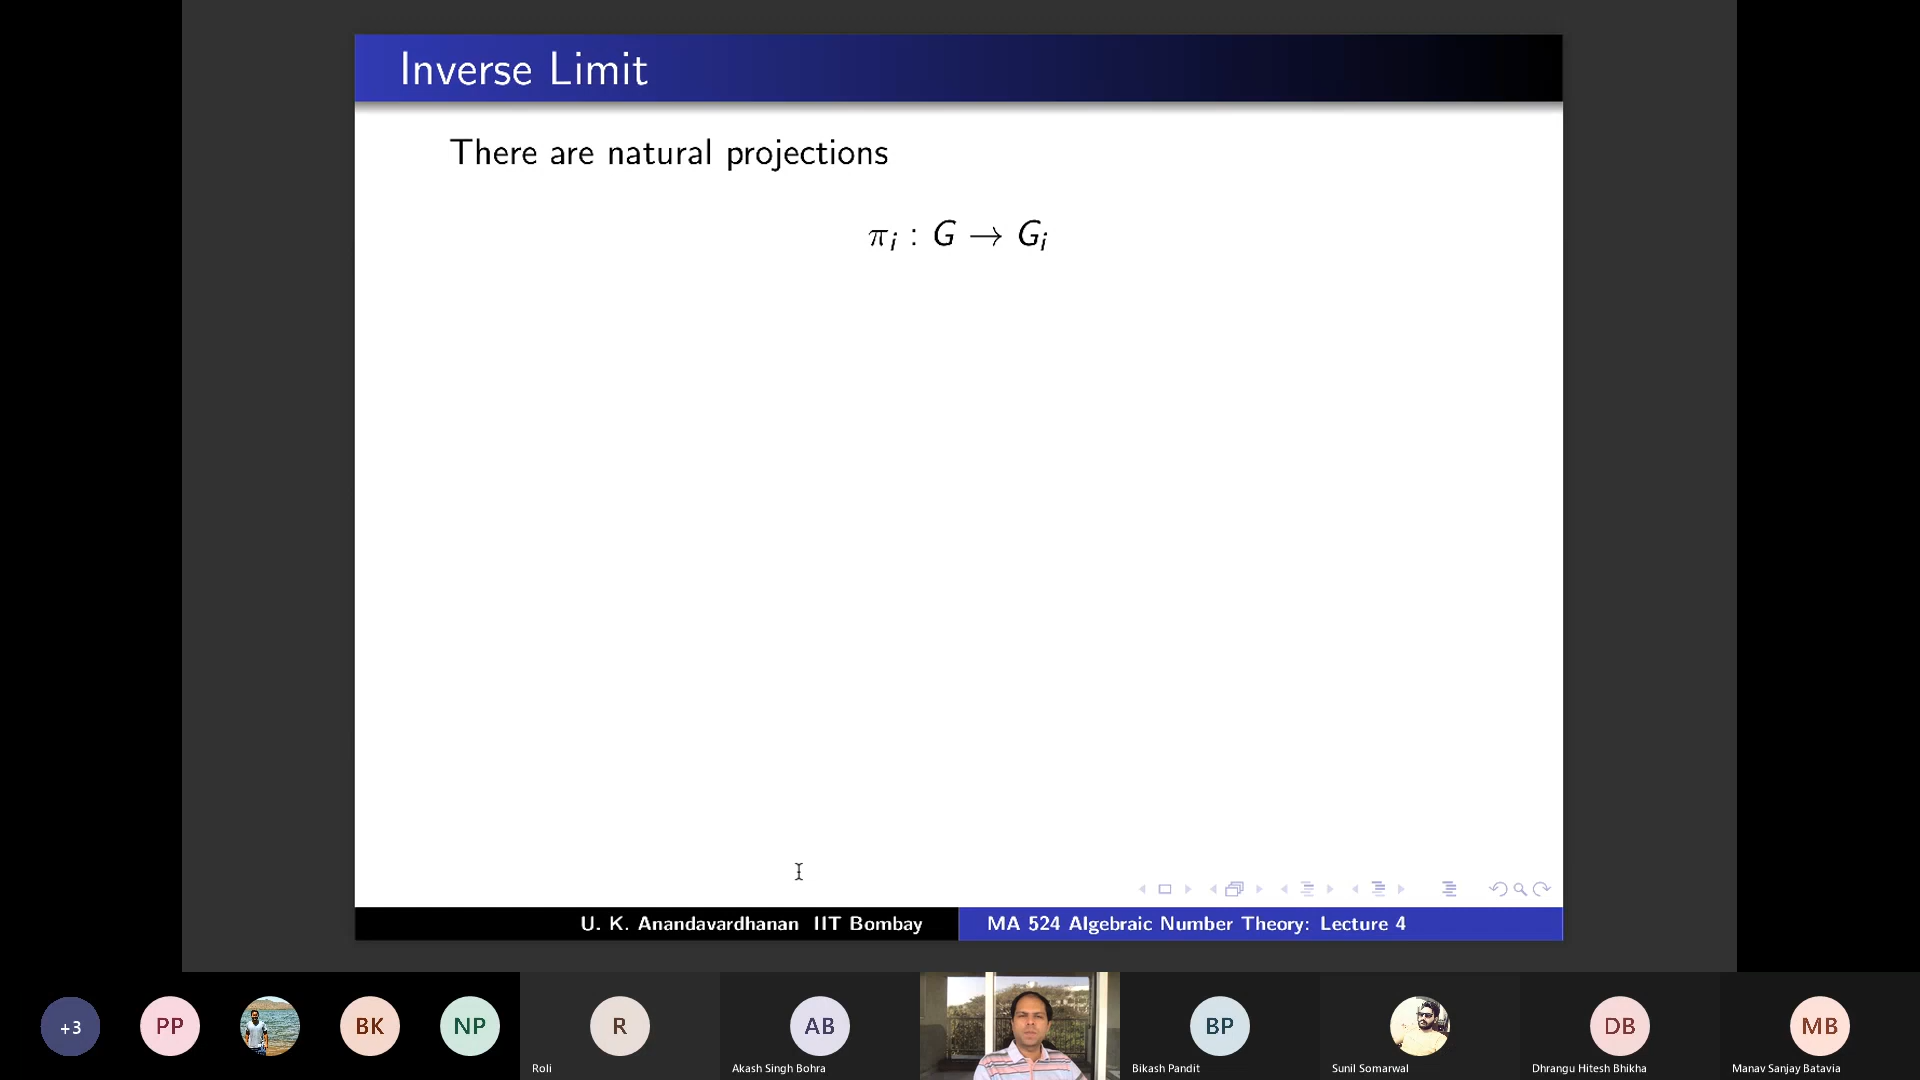 Inverse Limit
There are natural projections
π_i : G → G_i
U. K. Anandavardhanan IIT Bombay
MA 524 Algebraic Number Theory: Lecture 4
+3
PP
BK
NP
R
AB
BP
DB
MB
Roli
Akash Singh Bohra
Bikash Pandit
Sunil Somarwal
Dhrangu Hitesh Bhikha
Manav Sanjay Batavia